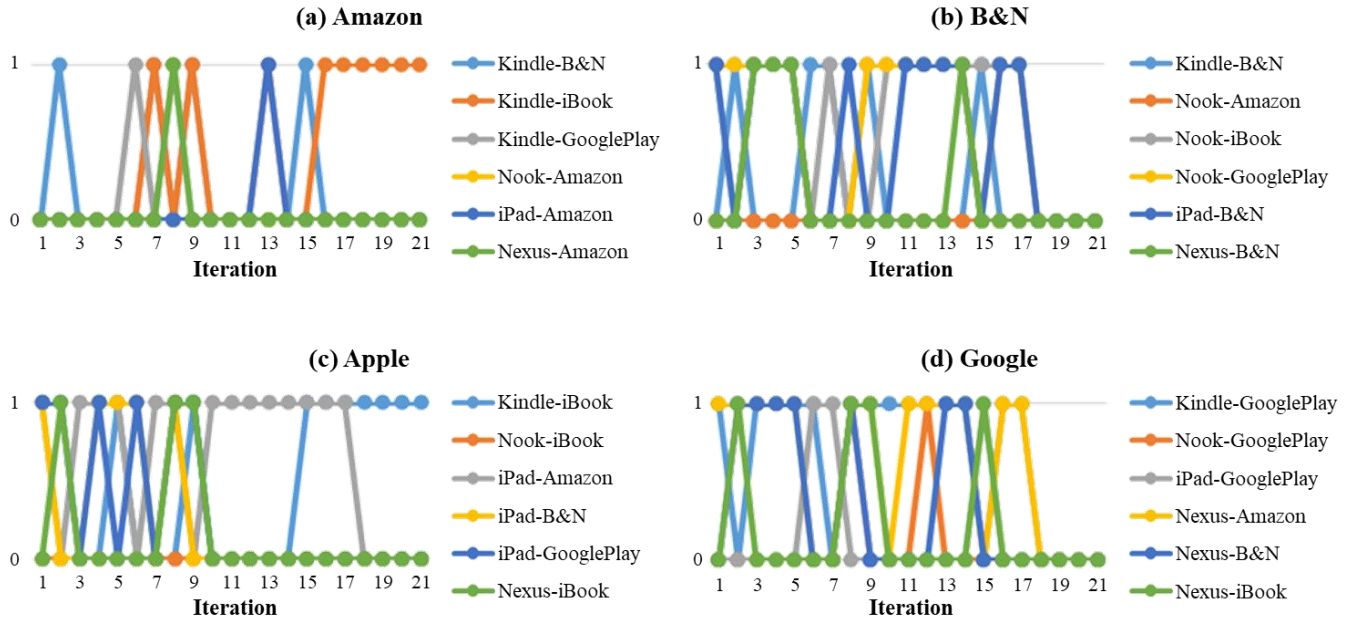 (a) Amazon
1
0
1 3 5 7 9 11 13 15 17 19 21
Iteration
Kindle-B&N
Kindle-iBook
Kindle-GooglePlay
Nook-Amazon
iPad-Amazon
Nexus-Amazon
(b) B&N
1
0
1 3 5 7 9 11 13 15 17 19 21
Iteration
Kindle-B&N
Nook-Amazon
Nook-iBook
Nook-GooglePlay
iPad-B&N
Nexus-B&N
(c) Apple
1
0
1 3 5 7 9 11 13 15 17 19 21
Iteration
Kindle-iBook
Nook-iBook
iPad-Amazon
iPad-B&N
iPad-GooglePlay
Nexus-iBook
(d) Google
1
0
1 3 5 7 9 11 13 15 17 19 21
Iteration
Kindle-GooglePlay
Nook-GooglePlay
iPad-GooglePlay
Nexus-Amazon
Nexus-B&N
Nexus-iBook